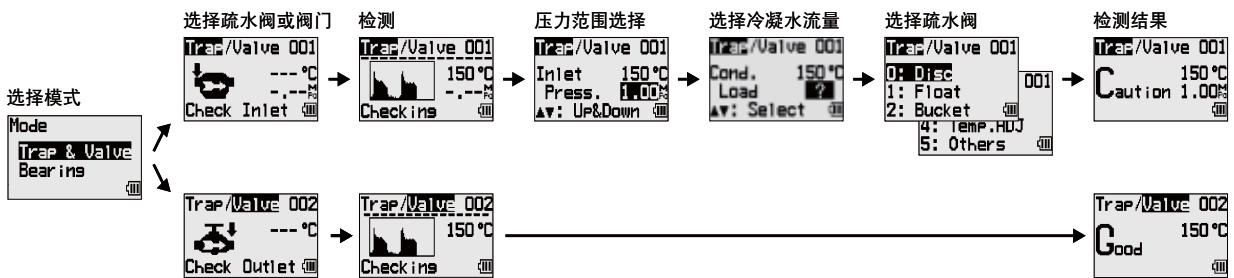 选择模式
Mode
Trap & Valve
Bearing
选择疏水阀或阀门
Trap/Valve 001
---°C
-.--MPa
Check Inlet
检测
Trap/Valve 001
150°C
-.--MPa
Checking
压力范围选择
Trap/Valve 001
Inlet 150°C
Press. 1.00MPa
▲▼: Up&Down
选择冷凝水流量
Trap/Valve 001
Cond. 150°C
Load ?
▲▼: Select
选择疏水阀
Trap/Valve 001
0: Disc
1: Float
2: Bucket
001
4: Temp.ADJ
5: Others
检测结果
Trap/Valve 001
150°C
Caution 1.00MPa
Trap/Valve 002
---°C
Check Outlet
Trap/Valve 002
150°C
Checking
Trap/Valve 002
150°C
Good